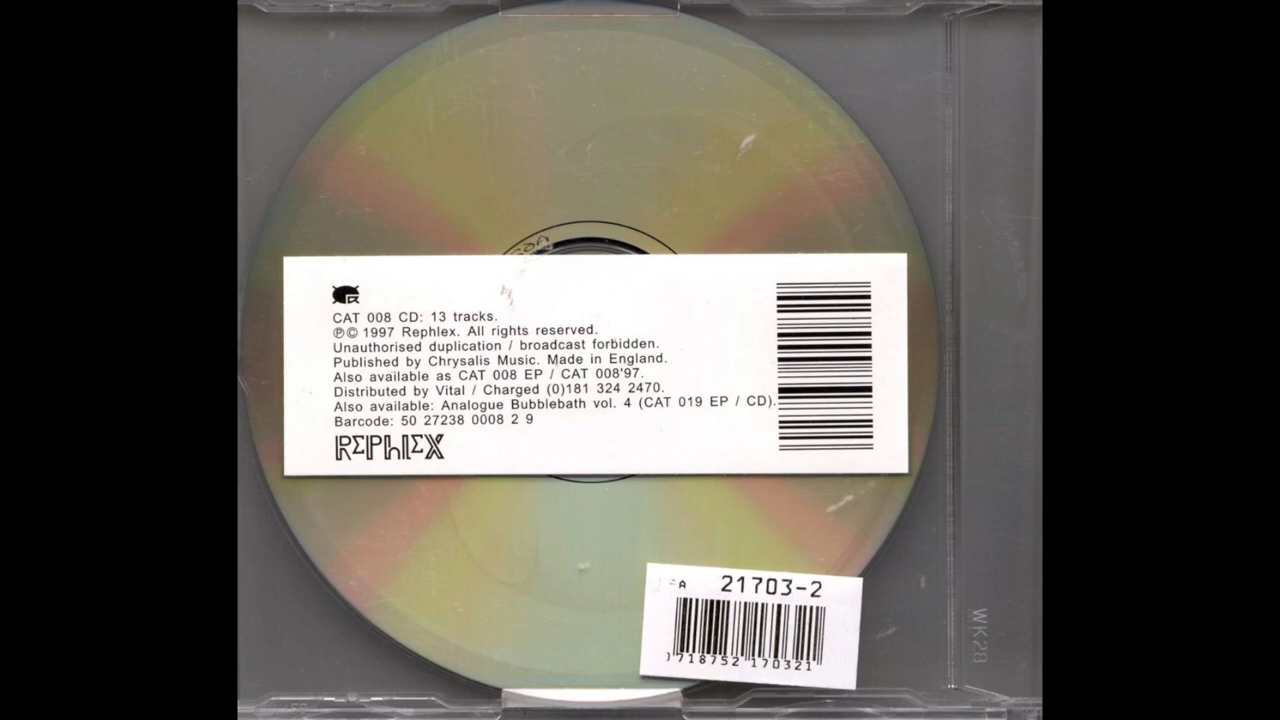 CAT 008 CD: 13 tracks.
℗© 1997 Rephlex. All rights reserved.
Unauthorised duplication / broadcast forbidden.
Published by Chrysalis Music. Made in England.
Also available as CAT 008 EP / CAT 008'97.
Distributed by Vital / Charged (0)181 324 2470.
Also available: Analogue Bubblebath vol. 4 (CAT 019 EP / CD).
Barcode: 50 27238 0008 2 9
REPHLEX
21703-2
718752 170321
WK28